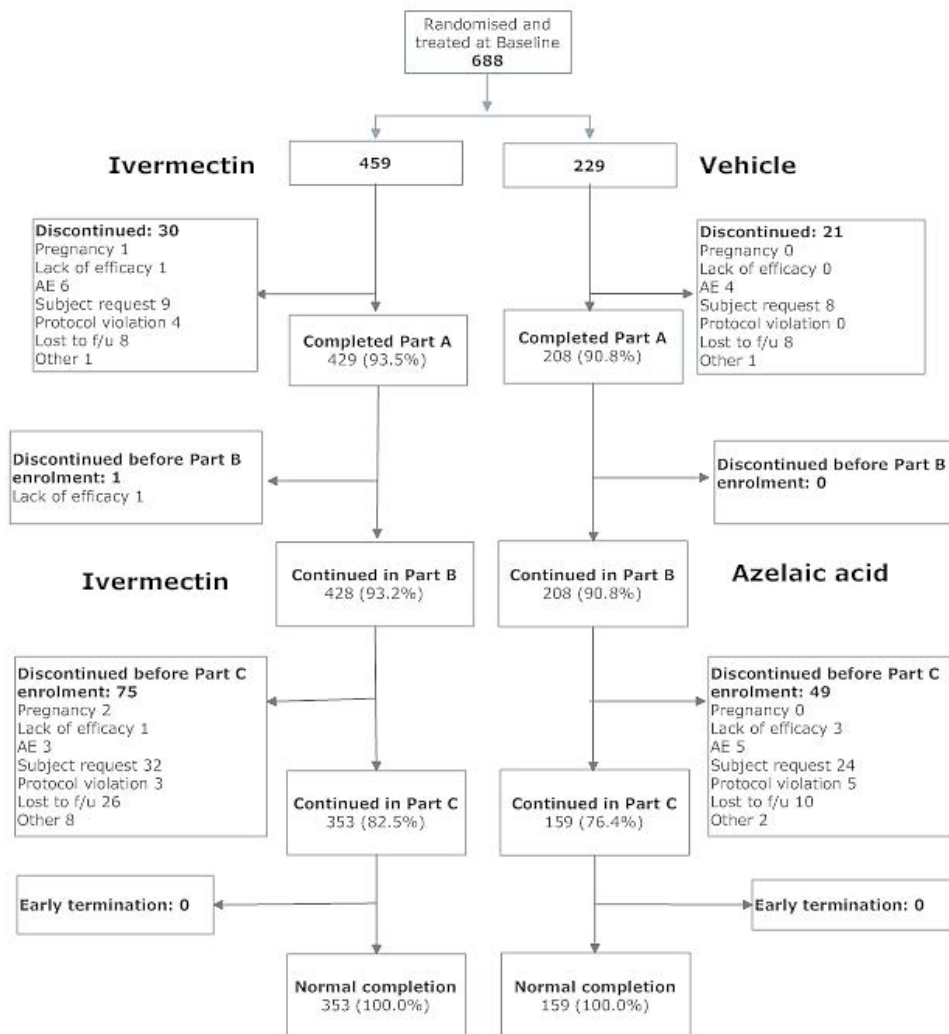 Randomised and
treated at Baseline
688
Ivermectin
459
229
Vehicle
Discontinued: 30
Pregnancy 1
Lack of efficacy 1
AE 6
Subject request 9
Protocol violation 4
Lost to f/u 8
Other 1
Discontinued: 21
Pregnancy 0
Lack of efficacy 0
AE 4
Subject request 8
Protocol violation 0
Lost to f/u 8
Other 1
Completed Part A
429 (93.5%)
Completed Part A
208 (90.8%)
Discontinued before Part B
enrolment: 1
Lack of efficacy 1
Discontinued before Part B
enrolment: 0
Ivermectin
Continued in Part B
428 (93.2%)
Continued in Part B
208 (90.8%)
Azelaic acid
Discontinued before Part C
enrolment: 75
Pregnancy 2
Lack of efficacy 1
AE 3
Subject request 32
Protocol violation 3
Lost to f/u 26
Other 8
Discontinued before Part C
enrolment: 49
Pregnancy 0
Lack of efficacy 3
AE 5
Subject request 24
Protocol violation 5
Lost to f/u 10
Other 2
Continued in Part C
353 (82.5%)
Continued in Part C
159 (76.4%)
Early termination: 0
Early termination: 0
Normal completion
353 (100.0%)
Normal completion
159 (100.0%)